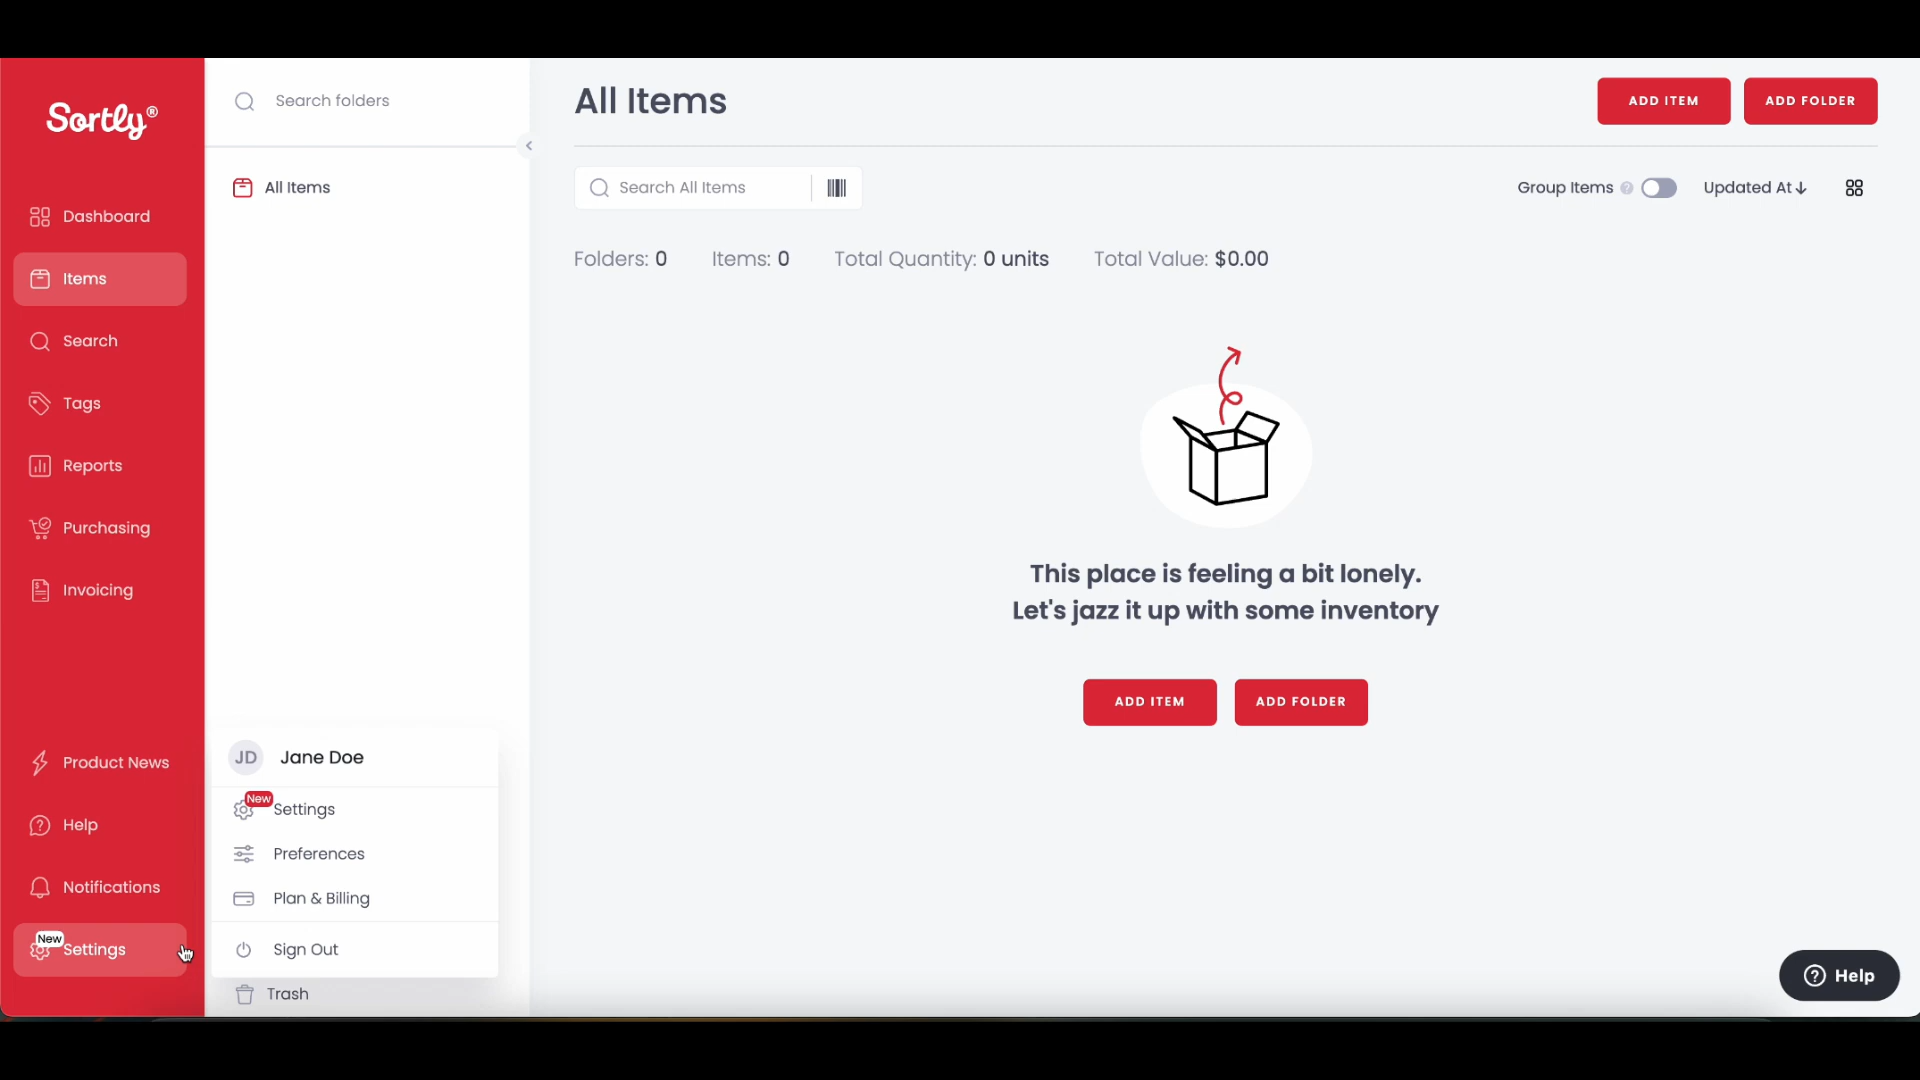 Sortly®
Dashboard
Items
Search
Tags
Reports
Purchasing
Invoicing
Product News
Help
Notifications
New
Settings
Search folders
All Items
JD
Jane Doe
New
Settings
Preferences
Plan & Billing
Sign Out
Trash
All Items
ADD ITEM
ADD FOLDER
Search All Items
Group Items ?
Updated At↓
Folders: 0
Items: 0
Total Quantity: 0 units
Total Value: $0.00
This place is feeling a bit lonely.
Let's jazz it up with some inventory
ADD ITEM
ADD FOLDER
? Help